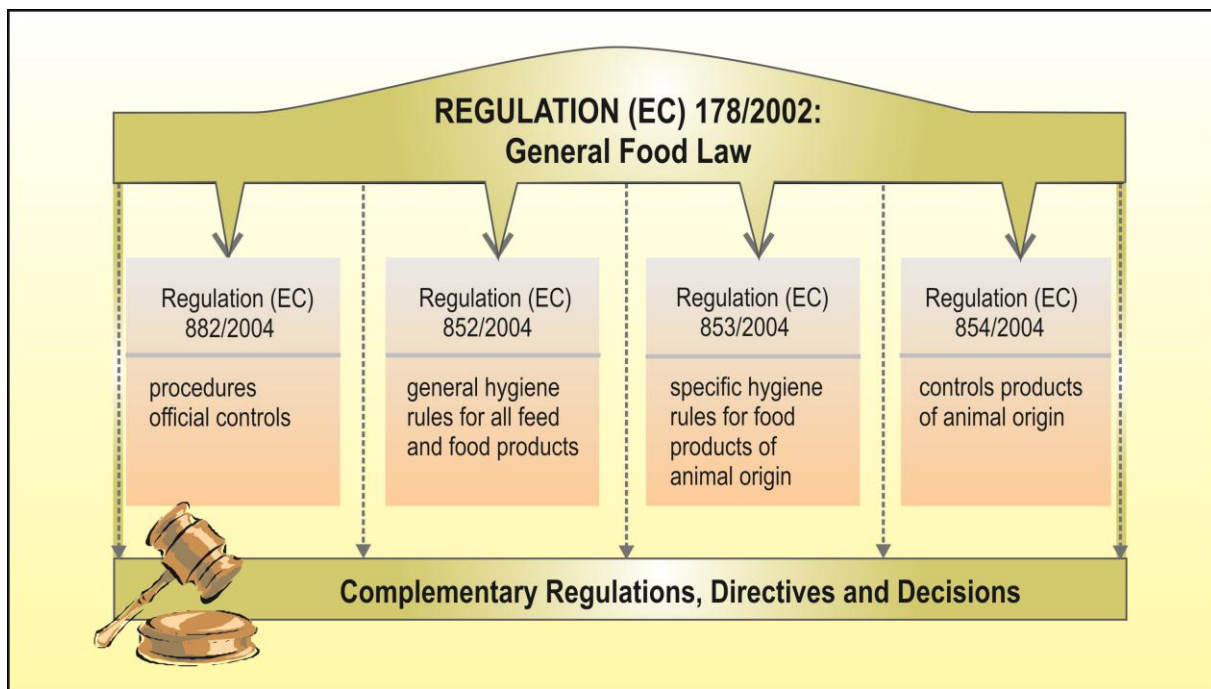 REGULATION (EC) 178/2002:
General Food Law
Regulation (EC)
882/2004
procedures
official controls
Regulation (EC)
852/2004
general hygiene
rules for all feed
and food products
Regulation (EC)
853/2004
specific hygiene
rules for food
products of
animal origin
Regulation (EC)
854/2004
controls products
of animal origin
Complementary Regulations, Directives and Decisions